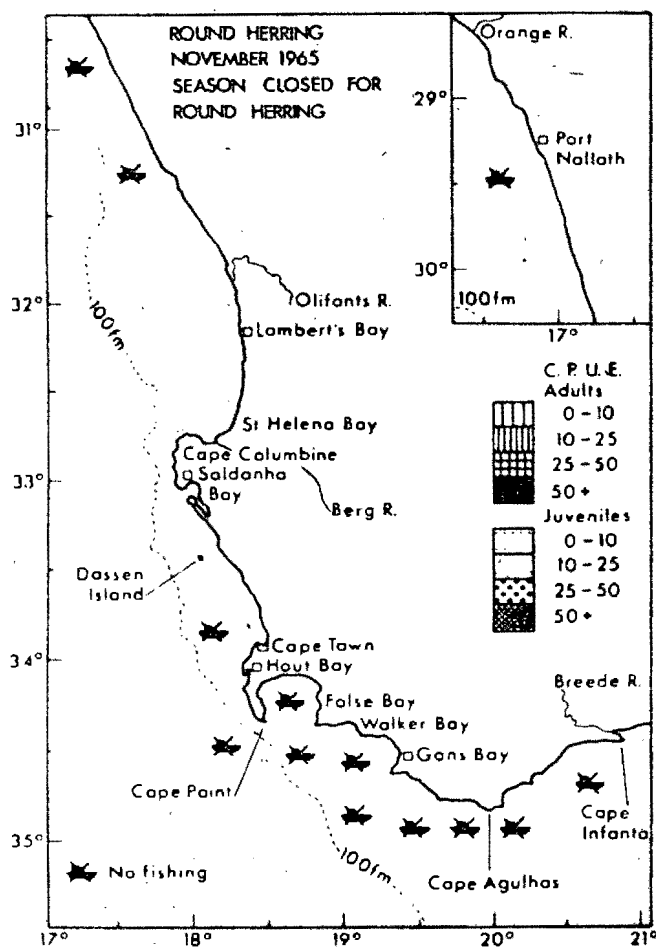 ROUND HERRING
NOVEMBER 1965
SEASON CLOSED FOR
ROUND HERRING
Orange R.
29°
Port
Nallath
30°
100fm
17°
31°
32°
33°
34°
35°
Olifants R.
100fm
Lambert's Bay
St Helena Bay
Cape Columbine
Saldanha
Bay
Berg R.
C. P. U. E.
Adults
0-10
10-25
25-50
50+
Juveniles
0-10
10-25
25-50
50+
Dassen
Island
Cape Town
Hout Bay
False Bay
Walker Bay
Gans Bay
Breede R.
Cape Point
Cape
Infanta
100fm
Cape Agulhas
No fishing
17°
18°
19°
20°
21°